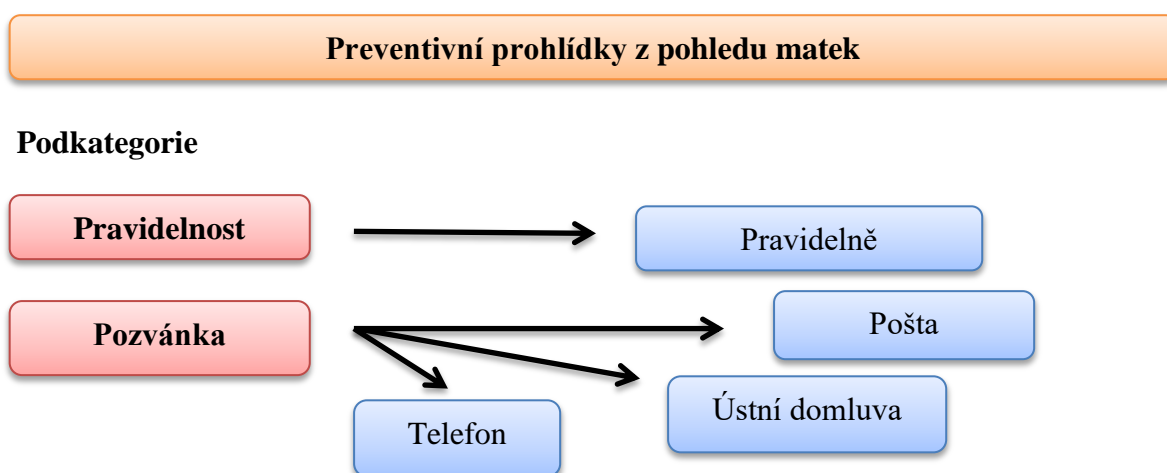 Preventivní prohlídky z pohledu matek
Podkategorie
Pravidelnost
Pravidelně
Pozvánka
Pošta
Ústní domluva
Telefon